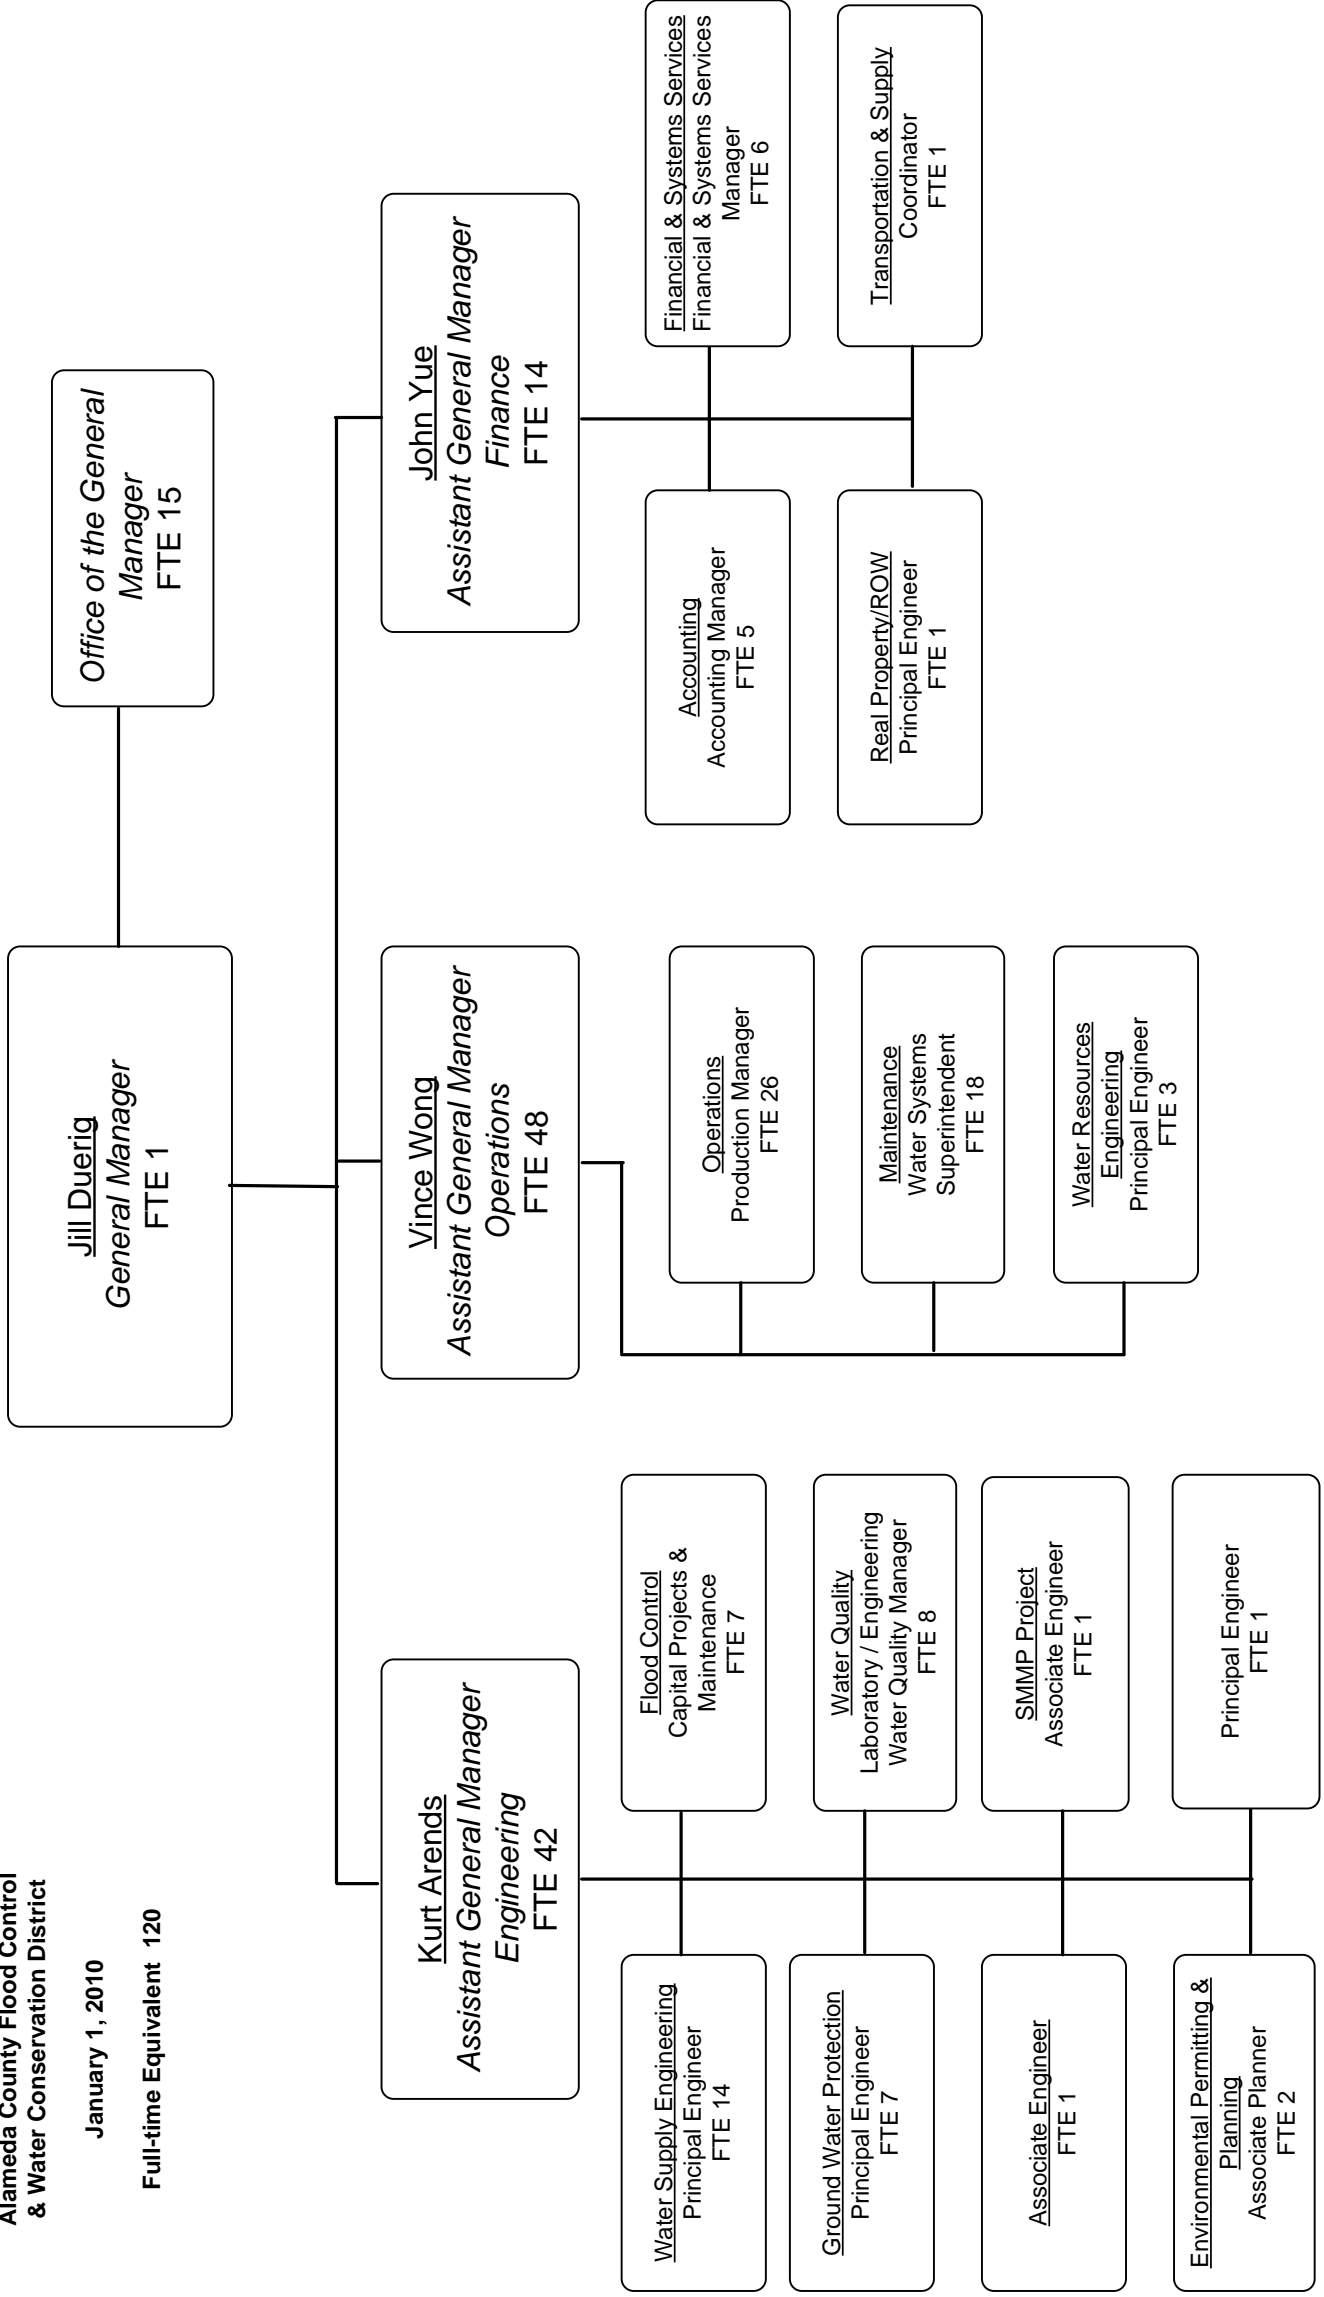 Alameda County Flood Control
& Water Conservation District
January 1, 2010
Full-time Equivalent 120
Jill Duerig
General Manager
FTE 1
Office of the General
Manager
FTE 15
Kurt Arends
Assistant General Manager
Engineering
FTE 42
Vince Wong
Assistant General Manager
Operations
FTE 48
John Yue
Assistant General Manager
Finance
FTE 14
Water Supply Engineering
Principal Engineer
FTE 14
Flood Control
Capital Projects &
Maintenance
FTE 7
Ground Water Protection
Principal Engineer
FTE 7
Water Quality
Laboratory / Engineering
Water Quality Manager
FTE 8
Associate Engineer
FTE 1
SMMP Project
Associate Engineer
FTE 1
Environmental Permitting &
Planning
Associate Planner
FTE 2
Principal Engineer
FTE 1
Operations
Production Manager
FTE 26
Maintenance
Water Systems
Superintendent
FTE 18
Water Resources
Engineering
Principal Engineer
FTE 3
Accounting
Accounting Manager
FTE 5
Financial & Systems Services
Financial & Systems Services
Manager
FTE 6
Real Property/ROW
Principal Engineer
FTE 1
Transportation & Supply
Coordinator
FTE 1